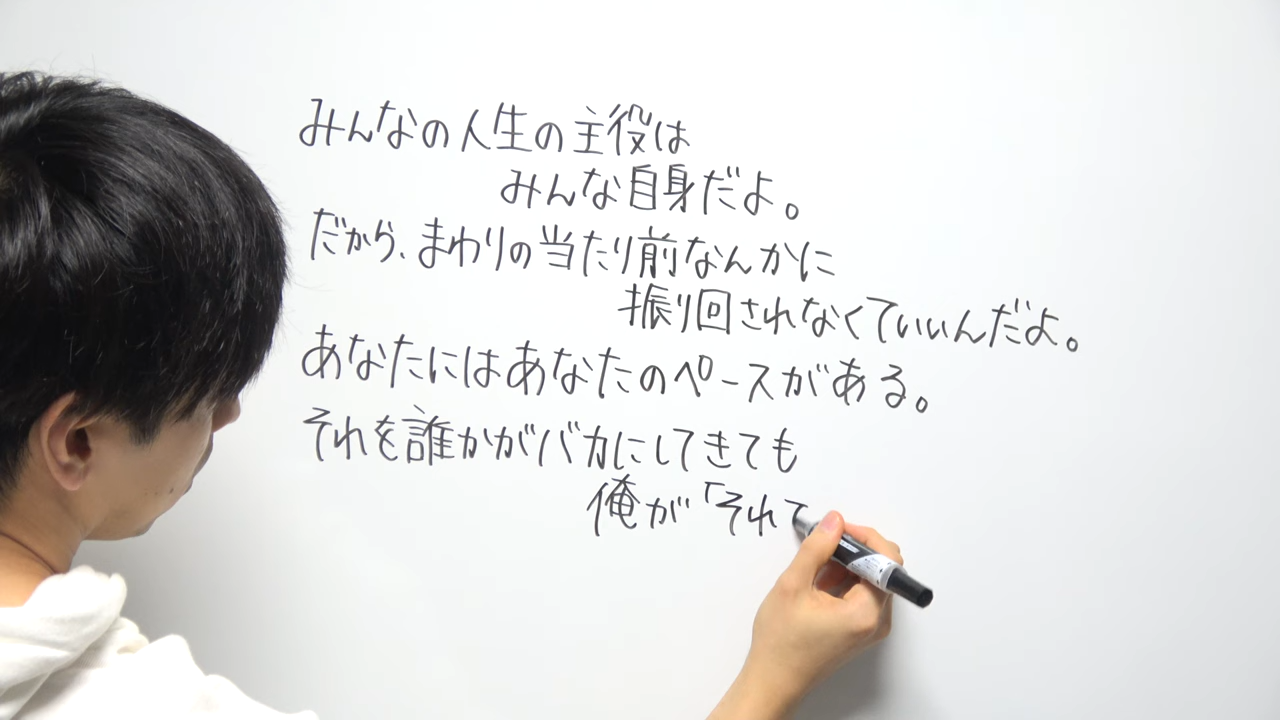 みんなの人生の主役は
みんな自身だよ。
だから、まわりの当たり前なんかに
振り回されなくていいんだよ。
あなたにはあなたのペースがある。
それを誰かがバカにしてきても
俺が「それ